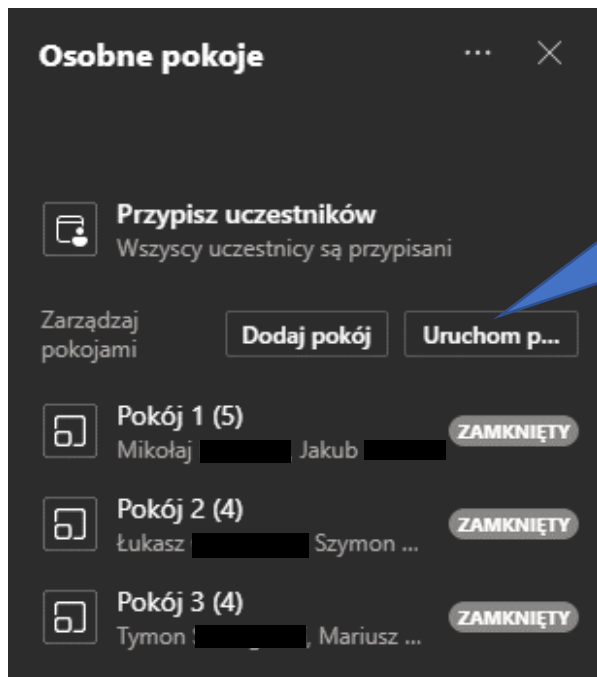 Osobne pokoje ...
Przypisz uczestników
Wszyscy uczestnicy są przypisani
Zarządzaj
pokojami
Dodaj pokój
Uruchom p...
Pokój 1 (5)
Mikołaj , Jakub
ZAMKNIĘTY
Pokój 2 (4)
Łukasz Szymon ...
ZAMKNIĘTY
Pokój 3 (4)
Tymon , Mariusz ...
ZAMKNIĘTY